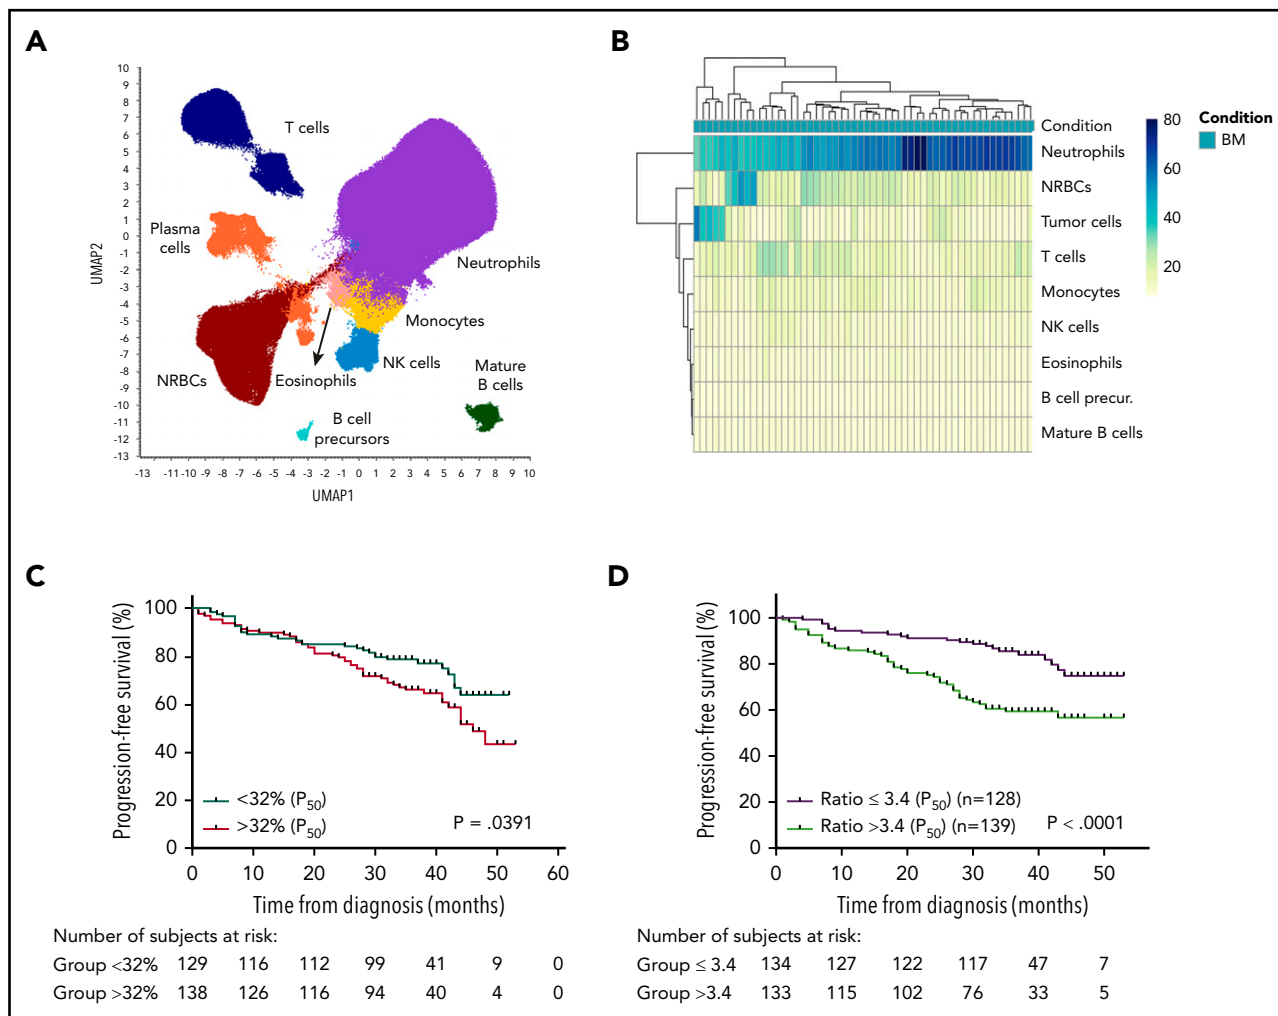 A
10
9
8
7
6
5
4
3
2
1
0
-1
-2
-3
-4
-5
-6
-7
-8
-9
-10
-11
-12
-13
UMAP2
T cells
Plasma
cells
Neutrophils
Monocytes
NK cells
Eosinophils
NRBCs
Mature
B cells
B cell
precursors
-13 -11 -10 -9 -8 -7 -6 -5 -4 -3 -2 -1 0 1 2 3 4 5 6 7 8 9 10
UMAP1
B
Condition
Neutrophils
NRBCs
Tumor cells
T cells
Monocytes
NK cells
Eosinophils
B cell precur.
Mature B cells
80
60
40
20
Condition
BM
C
Progression-free survival (%)
100
80
60
40
20
0
<32% (P50)
>32% (P50)
P = .0391
0 10 20 30 40 50 60
Time from diagnosis (months)
Number of subjects at risk:
Group <32% 129 116 112 99 41 9 0
Group >32% 138 126 116 94 40 4 0
D
Progression-free survival (%)
100
80
60
40
20
0
Ratio ≤ 3.4 (P50) (n=128)
Ratio >3.4 (P50) (n=139)
P < .0001
0 10 20 30 40 50
Time from diagnosis (months)
Number of subjects at risk:
Group ≤ 3.4 134 127 122 117 47 7
Group >3.4 133 115 102 76 33 5